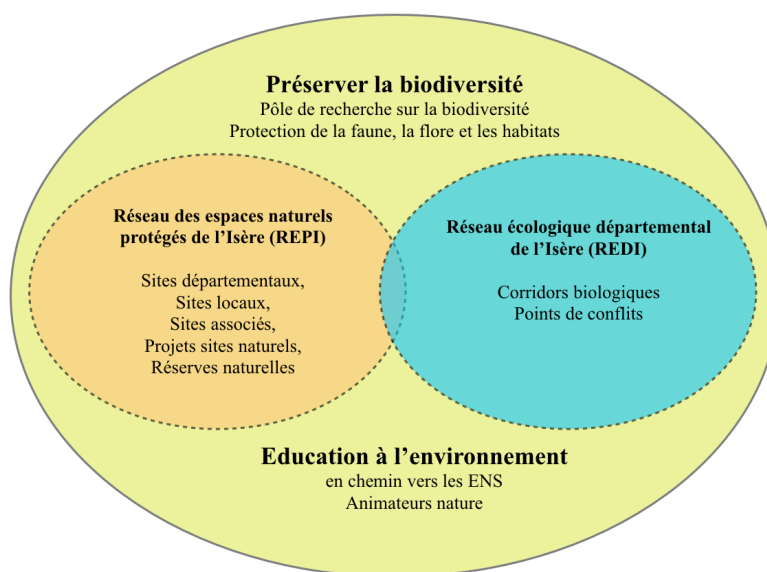 Préserver la biodiversité
Pôle de recherche sur la biodiversité
Protection de la faune, la flore et les habitats
Réseau des espaces naturels
protégés de l'Isère (REPI)
Sites départementaux,
Sites locaux,
Sites associés,
Projets sites naturels,
Réserves naturelles
Réseau écologique départemental
de l'Isère (REDI)
Corridors biologiques
Points de conflits
Education à l'environnement
en chemin vers les ENS
Animateurs nature